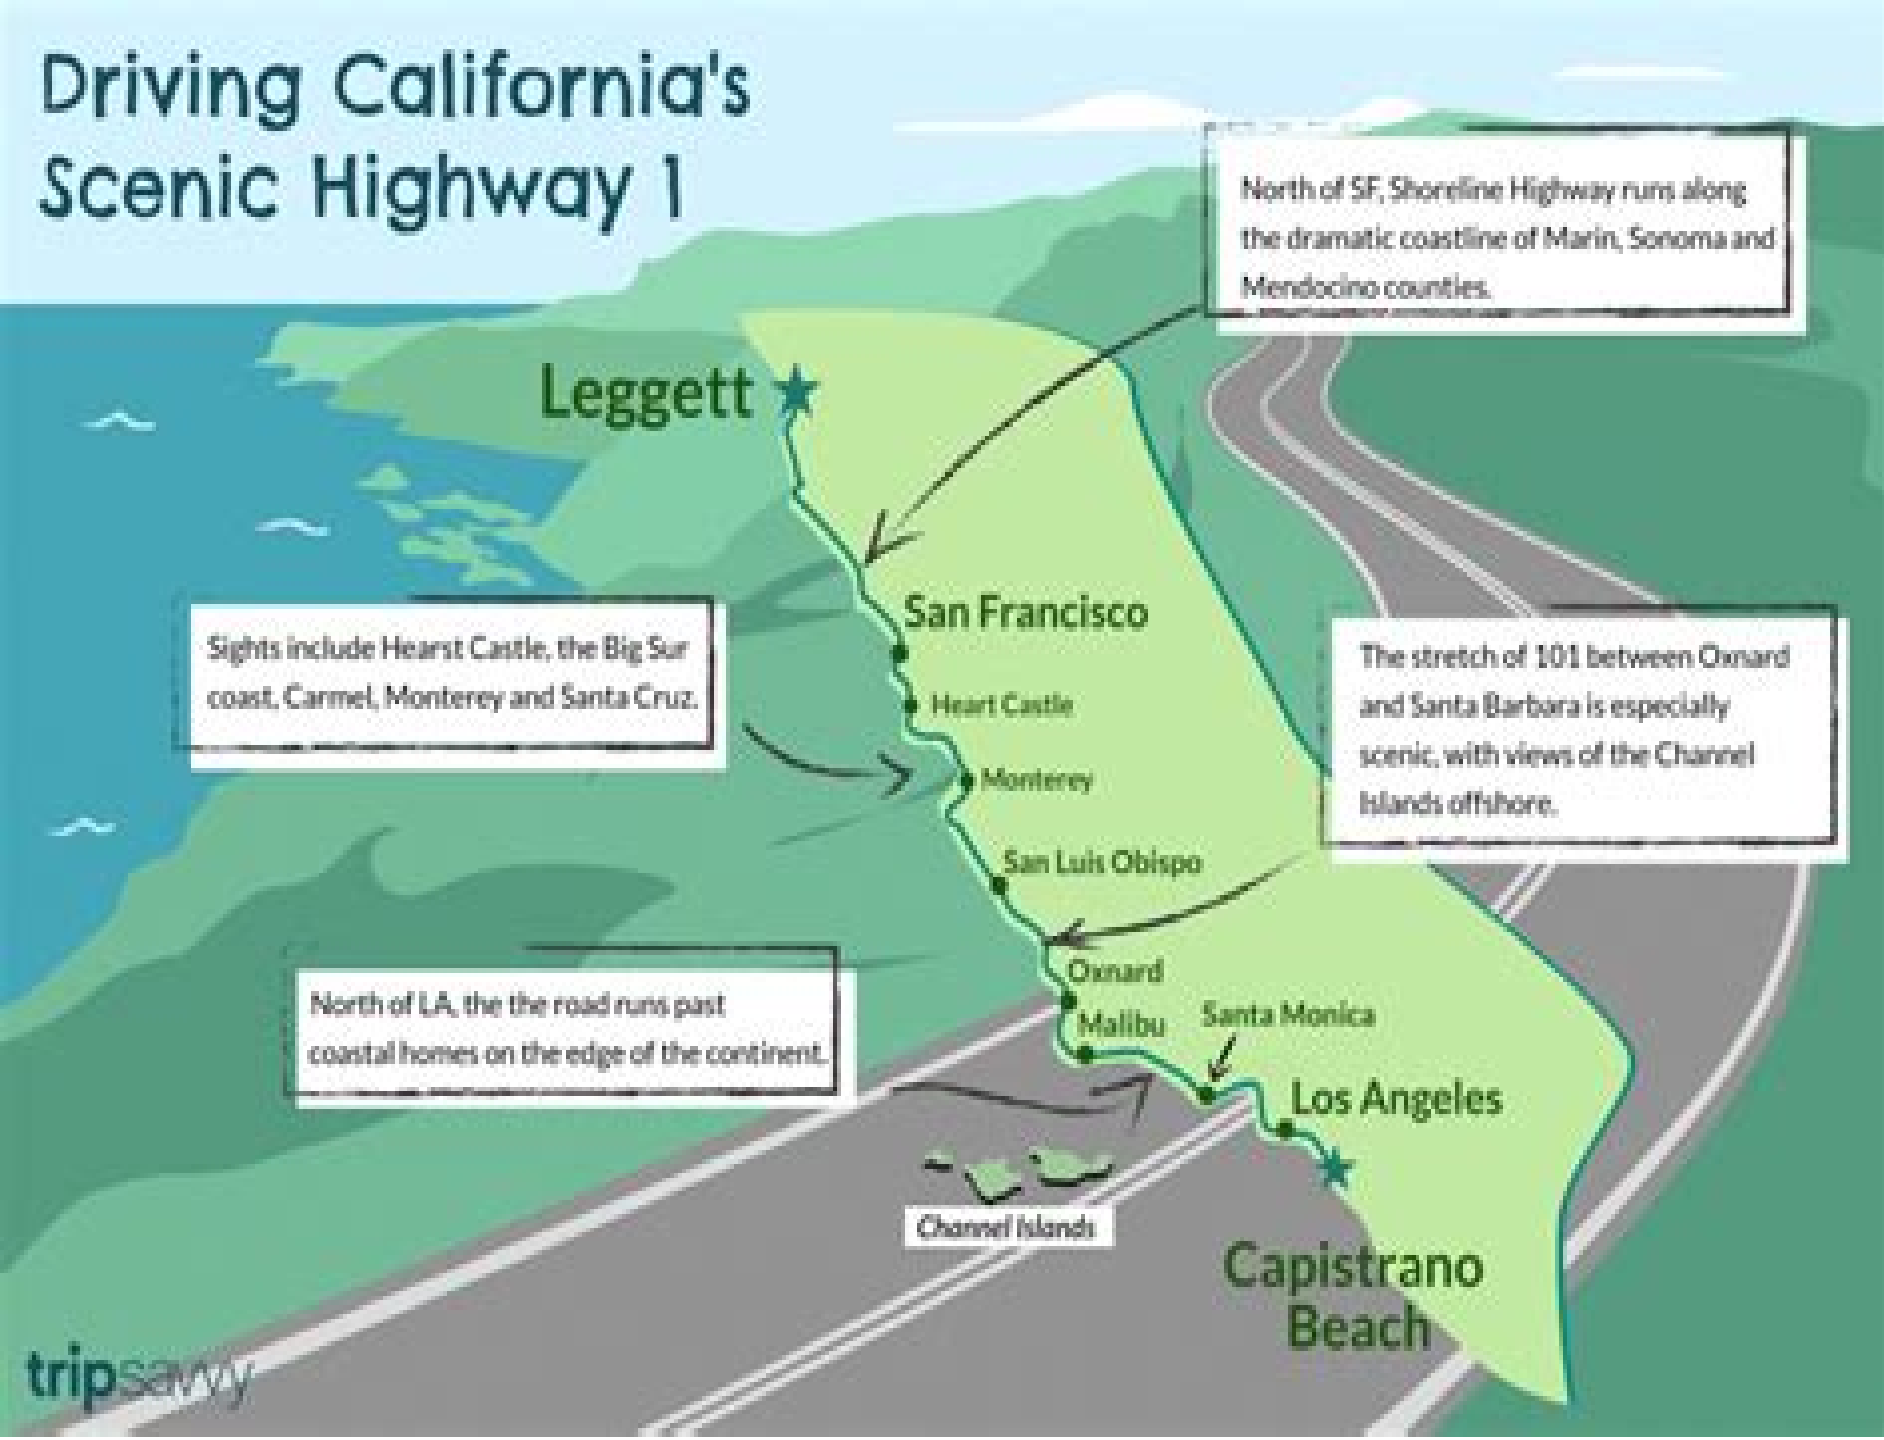 Driving California's
Scenic Highway 1
North of SF, Shoreline Highway runs along
the dramatic coastline of Marin, Sonoma and
Mendocino counties.
Leggett
San Francisco
Sights include Hearst Castle, the Big Sur
coast, Carmel, Monterey and Santa Cruz.
Heart Castle
The stretch of 101 between Oxnard
and Santa Barbara is especially
scenic, with views of the Channel
Islands offshore.
Monterey
San Luis Obispo
Oxnard
North of LA, the the road runs past
coastal homes on the edge of the continent.
Malibu
Santa Monica
Los Angeles
Channel Islands
Capistrano
Beach
tripsavvy